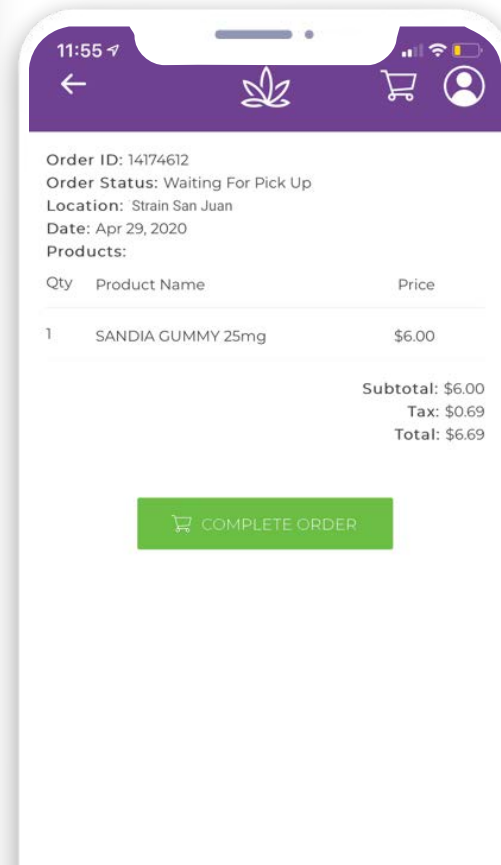 11:55
Order ID: 14174612
Order Status: Waiting For Pick Up
Location: Strain San Juan
Date: Apr 29, 2020
Products:
Qty Product Name Price
1 SANDIA GUMMY 25mg $6.00
Subtotal: $6.00
Tax: $0.69
Total: $6.69
COMPLETE ORDER